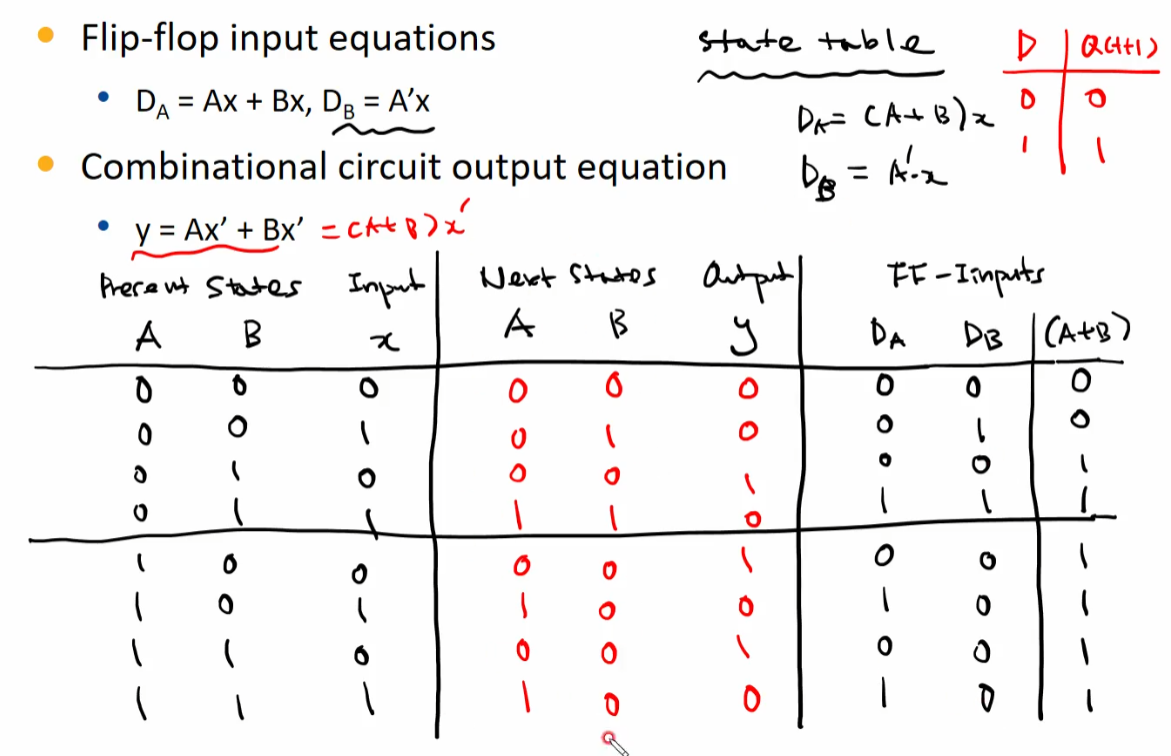 Flip-flop input equations
D_A = Ax + Bx, D_B = A'x
Combinational circuit output equation
y = Ax' + Bx' = (A+B)x'
state table
D_A = (A+B)x
D_B = A'·x
D | Q(t+1)
0 | 0
1 | 1
Present States Input | Next States Output | FF-Iinputs
A B x | A B y | D_A D_B | (A+B)
0 0 0 | 0 0 0 | 0 0 | 0
0 0 1 | 0 1 0 | 0 1 | 0
0 1 0 | 0 0 1 | 0 0 | 1
0 1 1 | 1 1 0 | 1 1 | 1
1 0 0 | 0 0 1 | 0 0 | 1
1 0 1 | 1 0 0 | 1 0 | 1
1 1 0 | 0 0 1 | 0 0 | 1
1 1 1 | 1 0 0 | 1 0 | 1